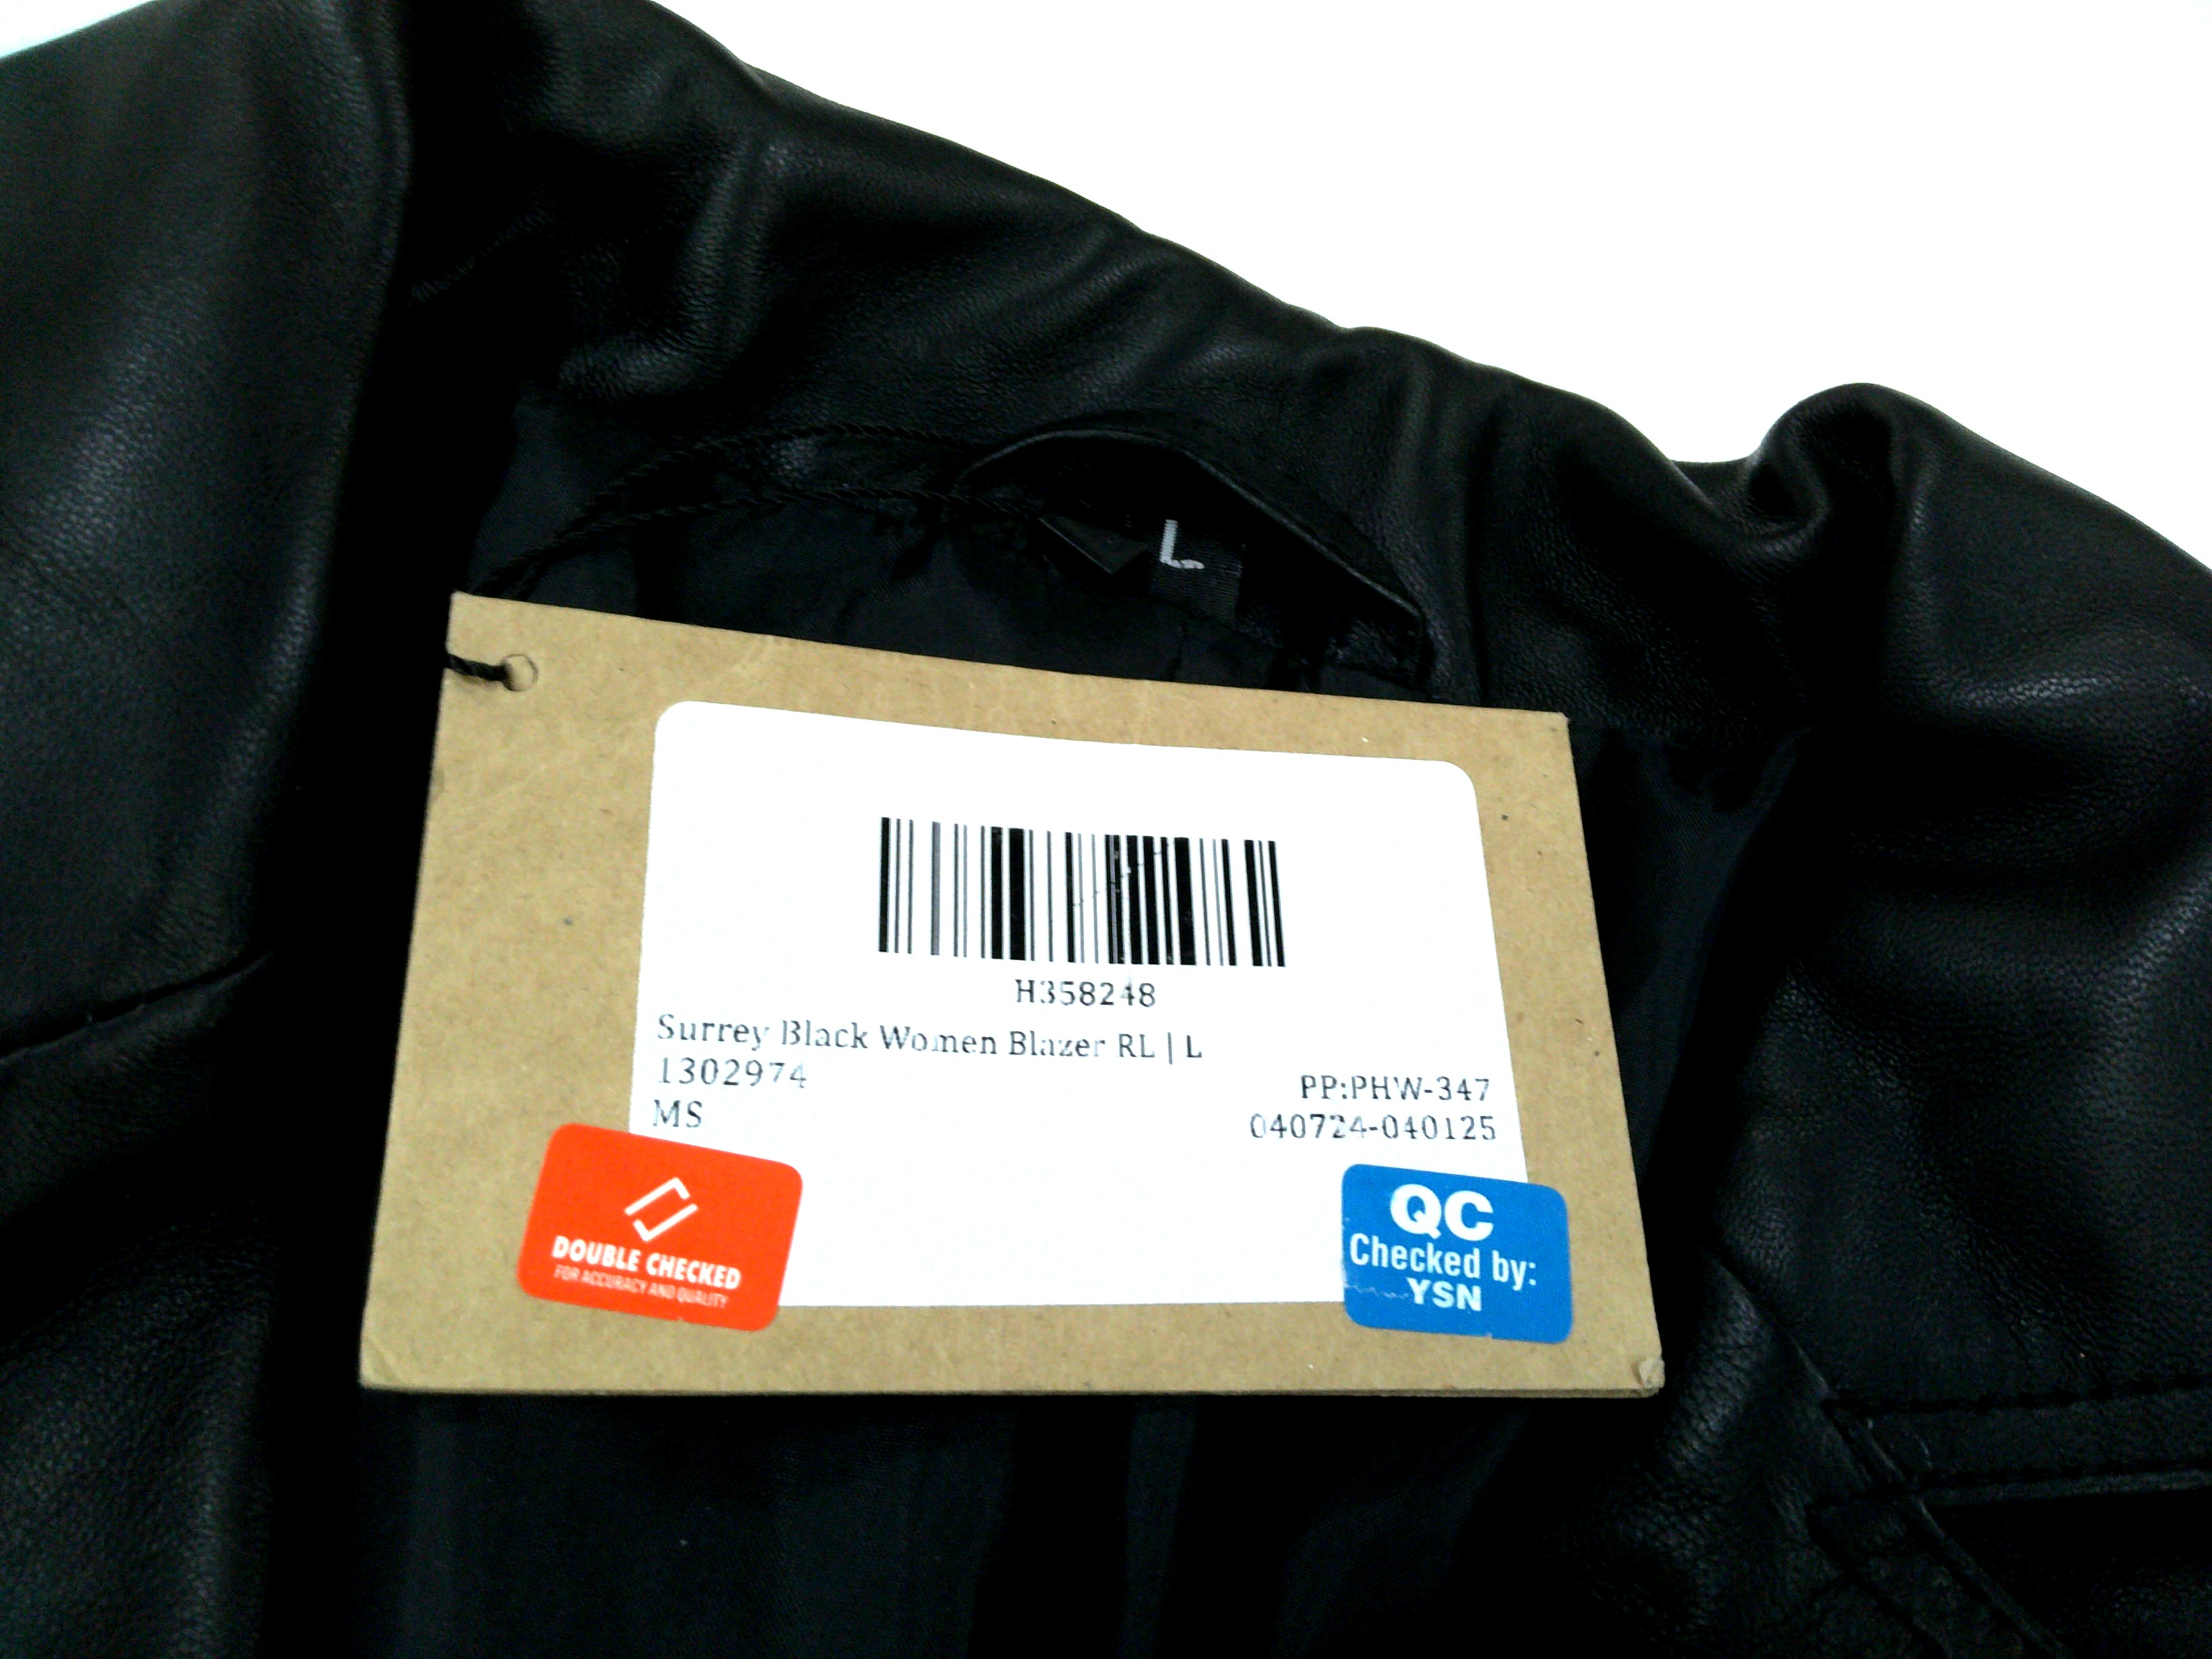 L
H358248
Surrey Black Women Blazer RL | L
1302974
PP:PHW-347
MS
040724-040125
DOUBLE CHECKED
FOR ACCURACY AND QUALITY
QC
Checked by:
YSN